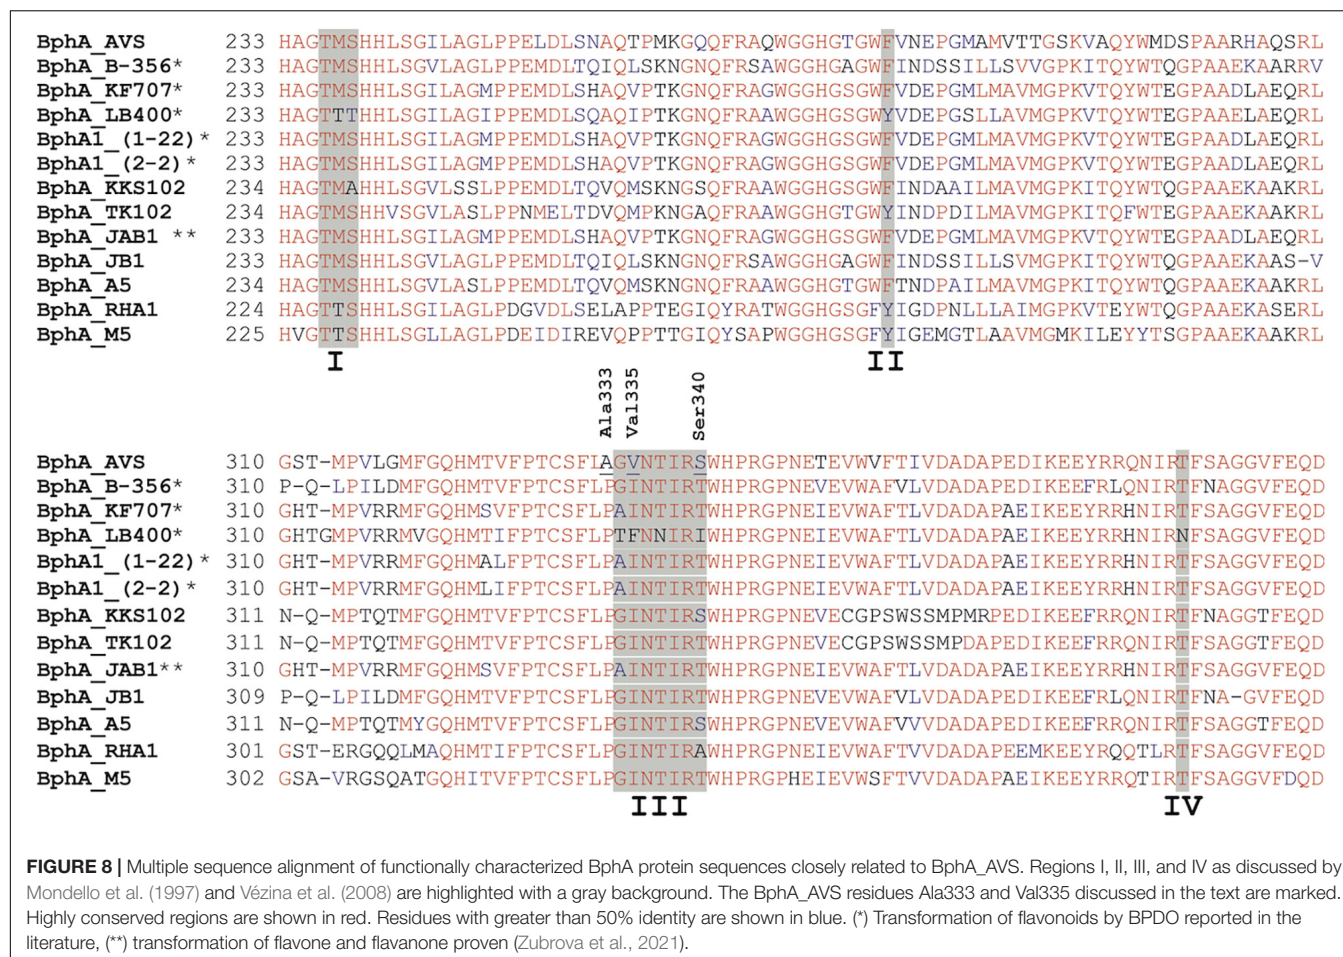 BphA_AVS 233 HAGTMSHHLSGILAGLPPELDLSNAQTPMKGQQFRAQWGGHGTGWFVNEPGMAMVTTGSKVAQYWMDSPAARHAQSRL
BphA_B-356* 233 HAGTMSHHLSGVLAGLPPEMDLTQIQLSKNGNQFRSAWGGHGAGWFINDSSILLSVVGPKITQYWTQGPAAEKAARRV
BphA_KF707* 233 HAGTMSHHLSGILAGMPPEMDLSHAQVPTKGNQFRAGWGGHGSGWFVDEPGMLMAVMGPKVTQYWTEGPAADLAEQRL
BphA_LB400* 233 HAGTTTHHLSGILAGIPPEMDLSQAQIPTKGNQFRAAWGGHGSGWYVDEPGSLLAVMGPKVTQYWTEGPAAELAEQRL
BphA1_(1-22)* 233 HAGTMSHHLSGILAGMPPEMDLSHAQVPTKGNQFRAAWGGHGSGWFVDEPGMLMAVMGPKVTQYWTEGPAADLAEQRL
BphA1_(2-2)* 233 HAGTMSHHLSGILAGMPPEMDLSHAQVPTKGNQFRAAWGGHGSGWFVDEPGMLMAVMGPKVTQYWTEGPAADLAEQRL
BphA_KKS102 234 HAGTMAHHLSGVLSSLPPEMDLTQVQMSKNGSQFRAAWGGHGSGWFINDAAILMAVMGPKITQYWTQGPAAEKAAKRL
BphA_TK102 234 HAGTMSHHVSGVLASLPPNMELTDVQMPKNGAQFRAAWGGHGTGWYINDPDILMAVMGPKITQFWTEGPAAEKAAKRL
BphA_JAB1 ** 233 HAGTMSHHLSGILAGMPPEMDLSHAQVPTKGNQFRAGWGGHGSGWFVDEPGMLMAVMGPKVTQYWTEGPAADLAEQRL
BphA_JB1 233 HAGTMSHHLSGVLAGLPPEMDLTQIQLSKNGNQFRSAWGGHGAGWFINDSSILLSVMGPKITQYWTQGPAAEKAAS-V
BphA_A5 234 HAGTMSHHLSGVLASLPPEMDLTQVQMSKNGNQFRAAWGGHGTGWFTNDPAILMAVMGPKITQYWTQGPAAEKAAKRL
BphA_RHA1 224 HAGTTSHHLSGILAGLPDGVDLSELAPPTEGIQYRATWGGHGSGFYIGDPNLLLAIMGPKVTEYWTQGPAAEKASERL
BphA_M5 225 HVGTTSHHLSGLLAGLPDEIDIREVQPPTTGIQYSAPWGGHGSGFYIGEMGTLAAVMGMKILEYYTSGPAAEKAAKRL
I II
Ala333 Val335 Ser340
BphA_AVS 310 GST-MPVLGMFGQHMTVFPTCSFLAGVNTIRSWHPRGPNETEVWVFTIVDADAPEDIKEEYRRQNIRTFSAGGVFEQD
BphA_B-356* 310 P-Q-LPILDMFGQHMTVFPTCSFLPGINTIRTWHPRGPNEVEVWAFVLVDADAPEDIKEEFRLQNIRTFNAGGVFEQD
BphA_KF707* 310 GHT-MPVRRMFGQHMSVFPTCSFLPAINTIRTWHPRGPNEIEVWAFTLVDADAPAEIKEEYRRHNIRTFSAGGVFEQD
BphA_LB400* 310 GHTGMPVRRMVGQHMTIFPTCSFLPTFNNIRIWHPRGPNEIEVWAFTLVDADAPAEIKEEYRRHNIRNFSAGGVFEQD
BphA1_(1-22)* 310 GHT-MPVRRMFGQHMALFPTCSFLPAINTIRTWHPRGPNEIEVWAFTLVDADAPAEIKEEYRRHNIRTFSAGGVFEQD
BphA1_(2-2)* 310 GHT-MPVRRMFGQHMLIFPTCSFLPAINTIRTWHPRGPNEIEVWAFTLVDADAPAEIKEEYRRHNIRTFSAGGVFEQD
BphA_KKS102 311 N-Q-MPTQTMFGQHMTVFPTCSFLPGINTIRSWHPRGPNEVECGPSWSSMPMRPEDIKEEFRRQNIRTFNAGGTFEQD
BphA_TK102 311 N-Q-MPTQTMFGQHMTVFPTCSFLPGINTIRTWHPRGPNEVECGPSWSSMPDAPEDIKEEFRRQNIRTFSAGGTFEQD
BphA_JAB1** 310 GHT-MPVRRMFGQHMSVFPTCSFLPAINTIRTWHPRGPNEIEVWAFTLVDADAPAEIKEEYRRHNIRTFSAGGVFEQD
BphA_JB1 309 P-Q-LPILDMFGQHMTVFPTCSFLPGINTIRTWHPRGPNEVEVWAFVLVDADAPEDIKEEFRLQNIRTFNA-GVFEQD
BphA_A5 311 N-Q-MPTQTMYGQHMTVFPTCSFLPGINTIRSWHPRGPNEVEVWAFVVVDADAPEDIKEEFRRQNIRTFSAGGTFEQD
BphA_RHA1 301 GST-ERGQQLMAQHMTIFPTCSFLPGINTIRAWHPRGPNEIEVWAFTVVDADAPEEMKEEYRQQTLRTFSAGGVFEQD
BphA_M5 302 GSA-VRGSQATGQHITVFPTCSFLPGINTIRTWHPRGPHEIEVWSFTVVDADAPAEIKEEYRRQTIRTFSAGGVFDQD
III IV
FIGURE 8 | Multiple sequence alignment of functionally characterized BphA protein sequences closely related to BphA_AVS. Regions I, II, III, and IV as discussed by
Mondello et al. (1997) and Vézina et al. (2008) are highlighted with a gray background. The BphA_AVS residues Ala333 and Val335 discussed in the text are marked.
Highly conserved regions are shown in red. Residues with greater than 50% identity are shown in blue. (*) Transformation of flavonoids by BPDO reported in the
literature, (**) transformation of flavone and flavanone proven (Zubrova et al., 2021).